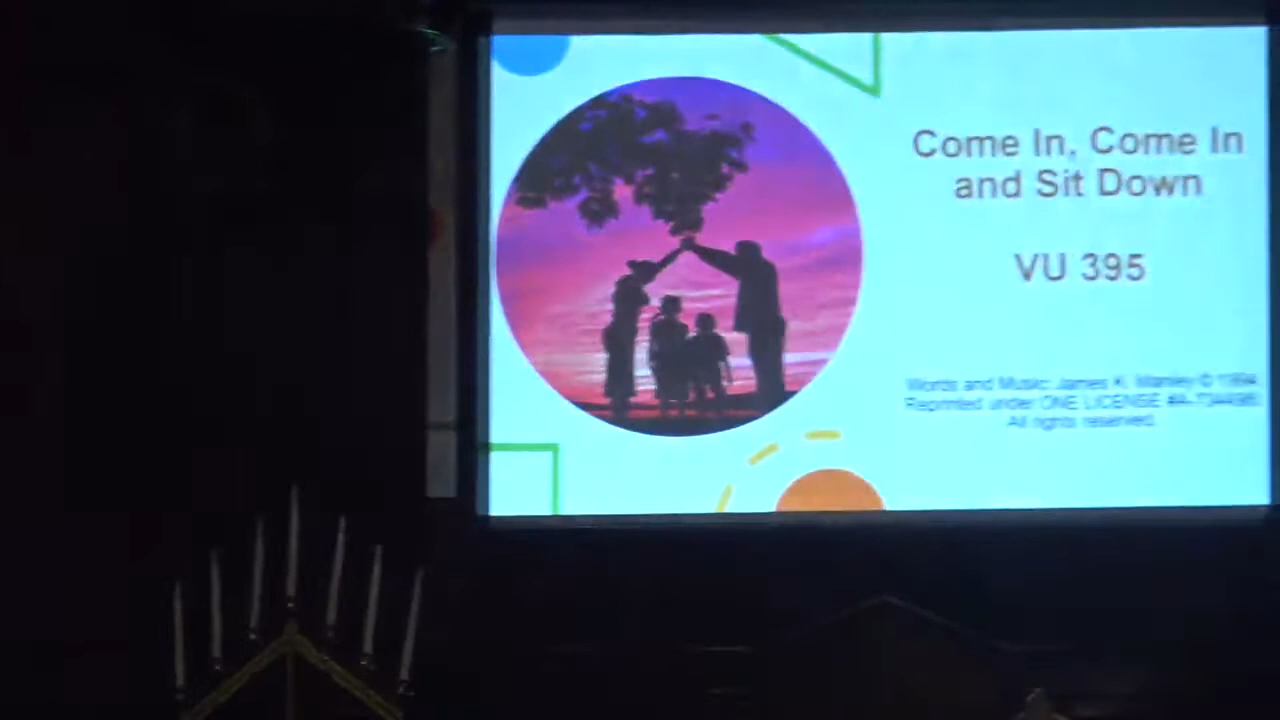 Come In, Come In
and Sit Down
VU 395
Words and Music: James K. Manley © 1984.
Reprinted under ONE LICENSE
All rights reserved.